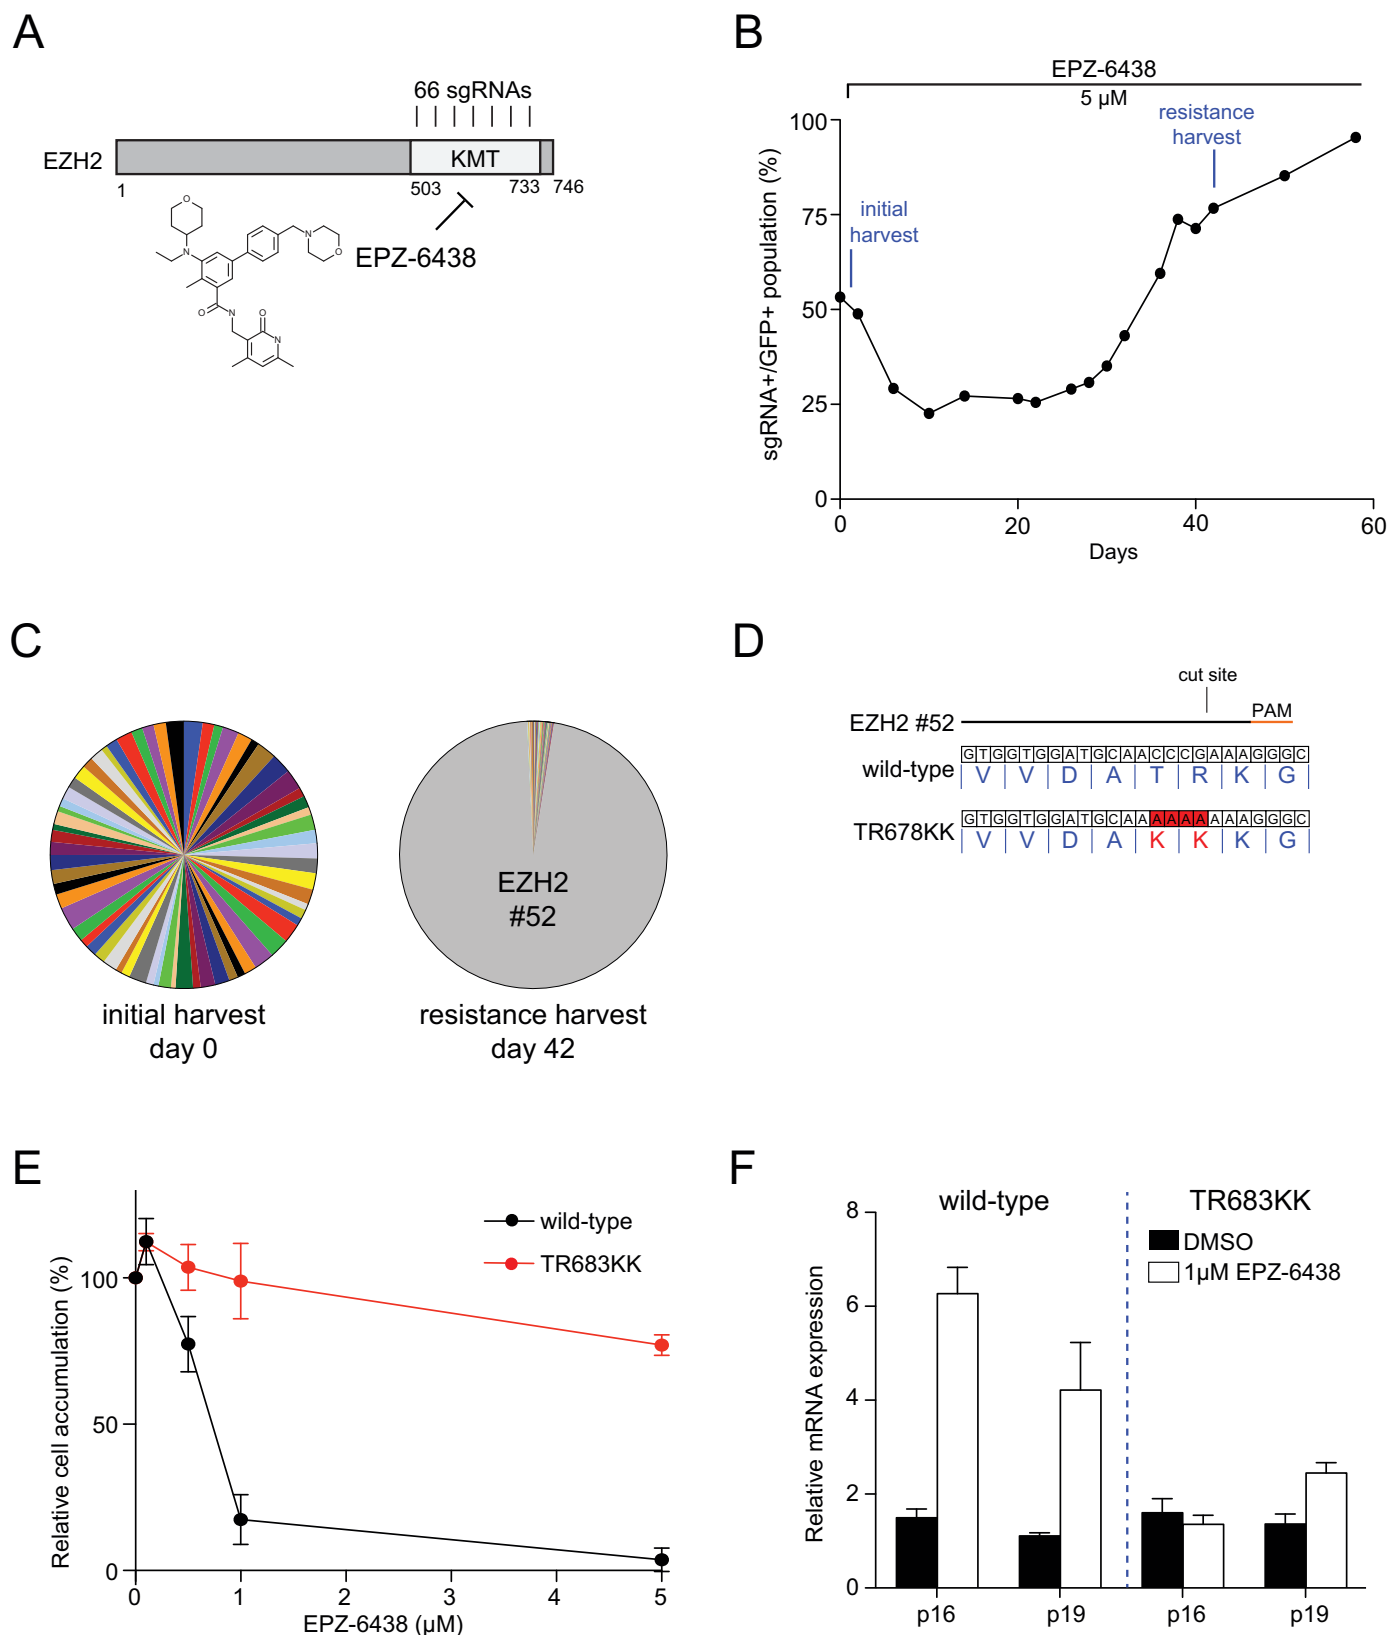 A
66 sgRNAs
EZH2
KMT
1
503
733
746
EPZ-6438
O
N
N
O
O
N
O
N
B
EPZ-6438
5 µM
resistance
harvest
initial
harvest
sgRNA+/GFP+ population (%)
100
75
50
25
0
0
20
40
60
Days
C
EZH2
#52
initial harvest
day 0
resistance harvest
day 42
D
cut site
PAM
EZH2 #52
GTGGTGGATGCAACCCGAAAGGGC
wild-type
V V D A T R K G
GTGGTGGATGCAAAAAAAAAGGGC
TR678KK
V V D A K K K G
E
Relative cell accumulation (%)
100
50
0
wild-type
TR683KK
0
1
2
3
4
5
EPZ-6438 (µM)
F
wild-type
TR683KK
DMSO
1µM EPZ-6438
Relative mRNA expression
8
6
4
2
0
p16
p19
p16
p19